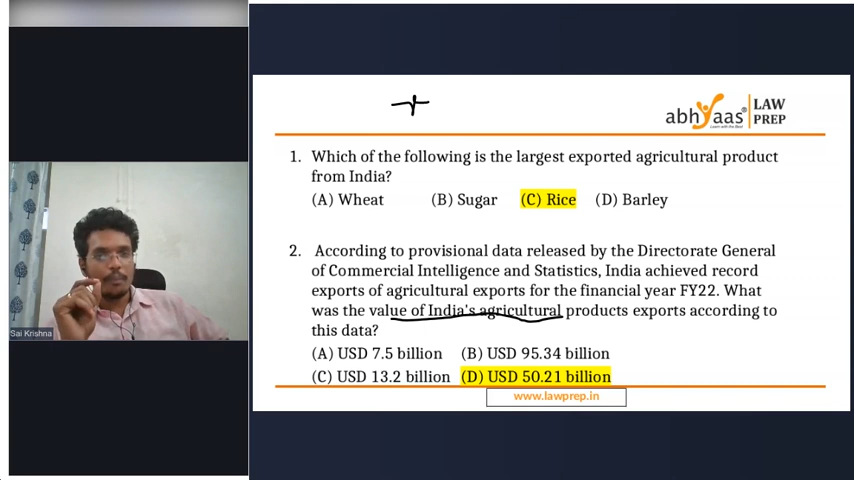 abhyaas LAW
PREP
1. Which of the following is the largest exported agricultural product
from India?
(A) Wheat (B) Sugar (C) Rice (D) Barley
2. According to provisional data released by the Directorate General
of Commercial Intelligence and Statistics, India achieved record
exports of agricultural exports for the financial year FY22. What
was the value of India's agricultural products exports according to
this data?
(A) USD 7.5 billion (B) USD 95.34 billion
(C) USD 13.2 billion (D) USD 50.21 billion
www.lawprep.in
Sai Krishna